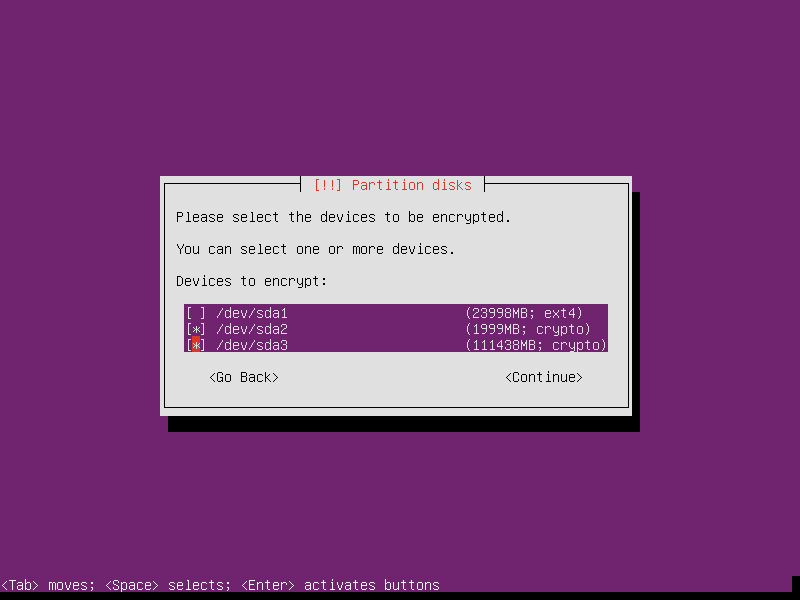 [!!] Partition disks
Please select the devices to be encrypted.
You can select one or more devices.
Devices to encrypt:
[ ] /dev/sda1 (23998MB; ext4)
[*] /dev/sda2 (1999MB; crypto)
[*] /dev/sda3 (111438MB; crypto)
<Go Back> <Continue>
<Tab> moves; <Space> selects; <Enter> activates buttons